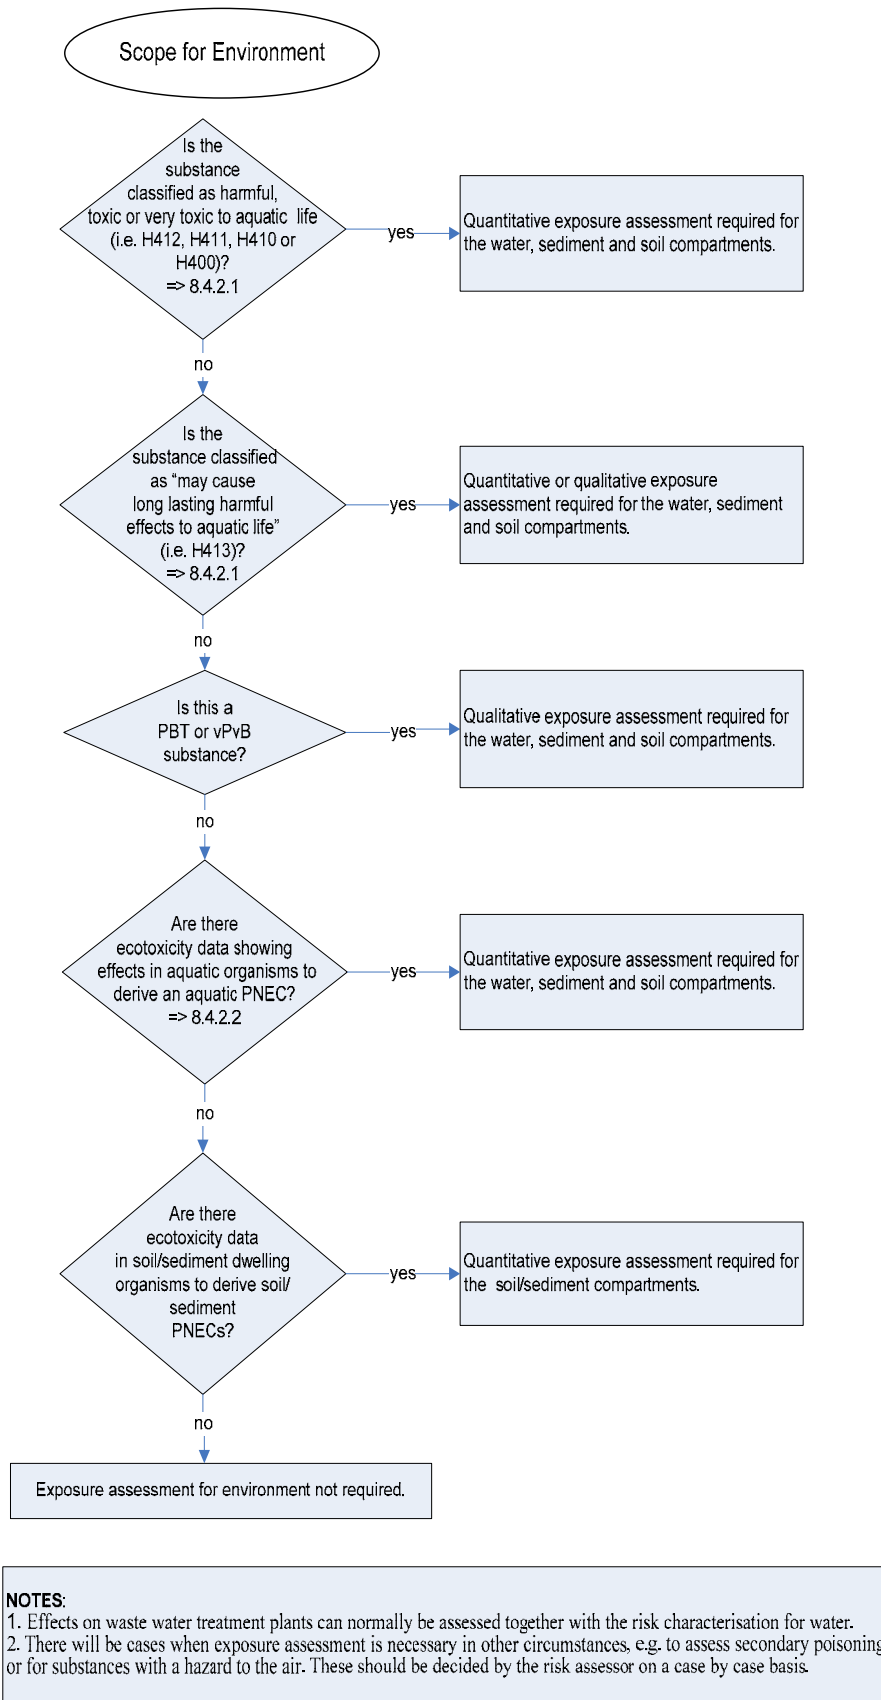 Scope for Environment
Is the
substance
classified as harmful,
toxic or very toxic to aquatic life
(i.e. H412, H411, H410 or
H400)?
=> 8.4.2.1
yes
Quantitative exposure assessment required for
the water, sediment and soil compartments.
no
Is the
substance classified
as “may cause
long lasting harmful
effects to aquatic life”
(i.e. H413)?
=> 8.4.2.1
yes
Quantitative or qualitative exposure
assessment required for the water, sediment
and soil compartments.
no
Is this a
PBT or vPvB
substance?
yes
Qualitative exposure assessment required for
the water, sediment and soil compartments.
no
Are there
ecotoxicity data showing
effects in aquatic organisms to
derive an aquatic PNEC?
=> 8.4.2.2
yes
Quantitative exposure assessment required for
the water, sediment and soil compartments.
no
Are there
ecotoxicity data
in soil/sediment dwelling
organisms to derive soil/
sediment
PNECs?
yes
Quantitative exposure assessment required for
the soil/sediment compartments.
no
Exposure assessment for environment not required.
NOTES:
1. Effects on waste water treatment plants can normally be assessed together with the risk characterisation for water.
2. There will be cases when exposure assessment is necessary in other circumstances, e.g. to assess secondary poisoning
or for substances with a hazard to the air. These should be decided by the risk assessor on a case by case basis.